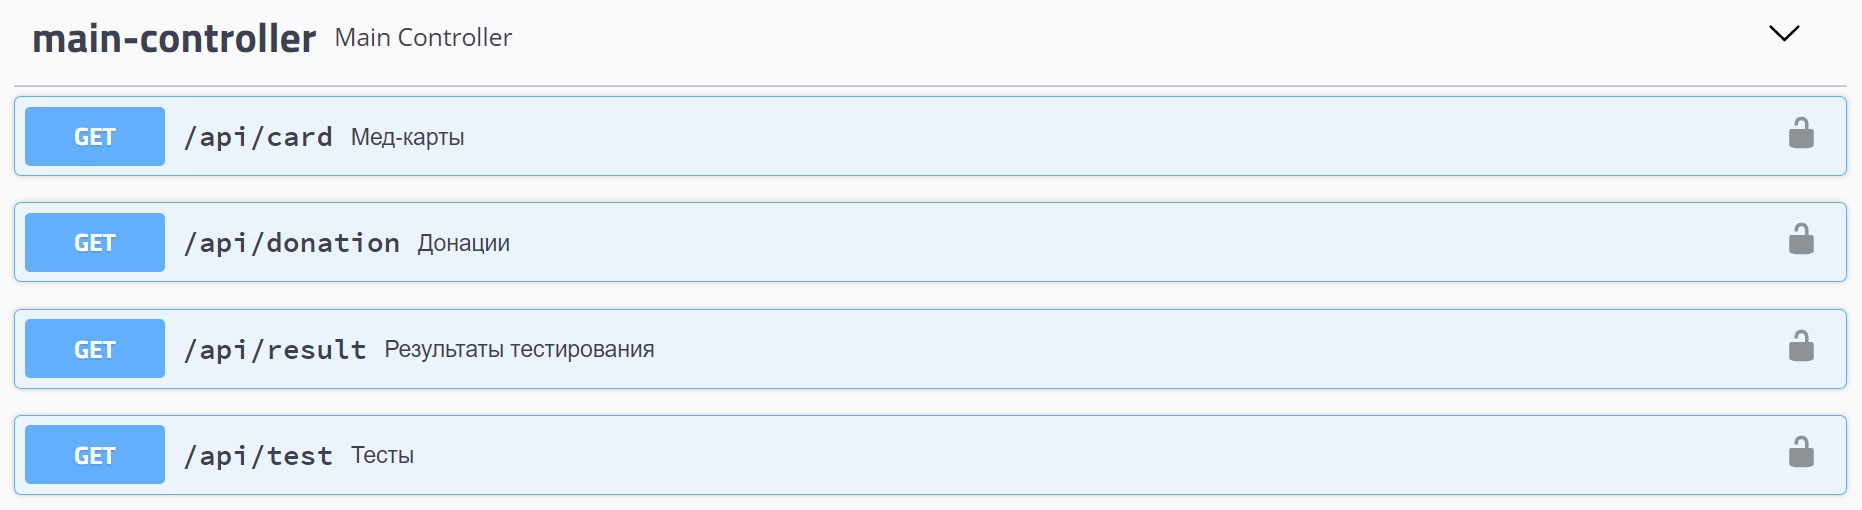 main-controller Main Controller
GET /api/card Мед-карты
GET /api/donation Донации
GET /api/result Результаты тестирования
GET /api/test Тесты